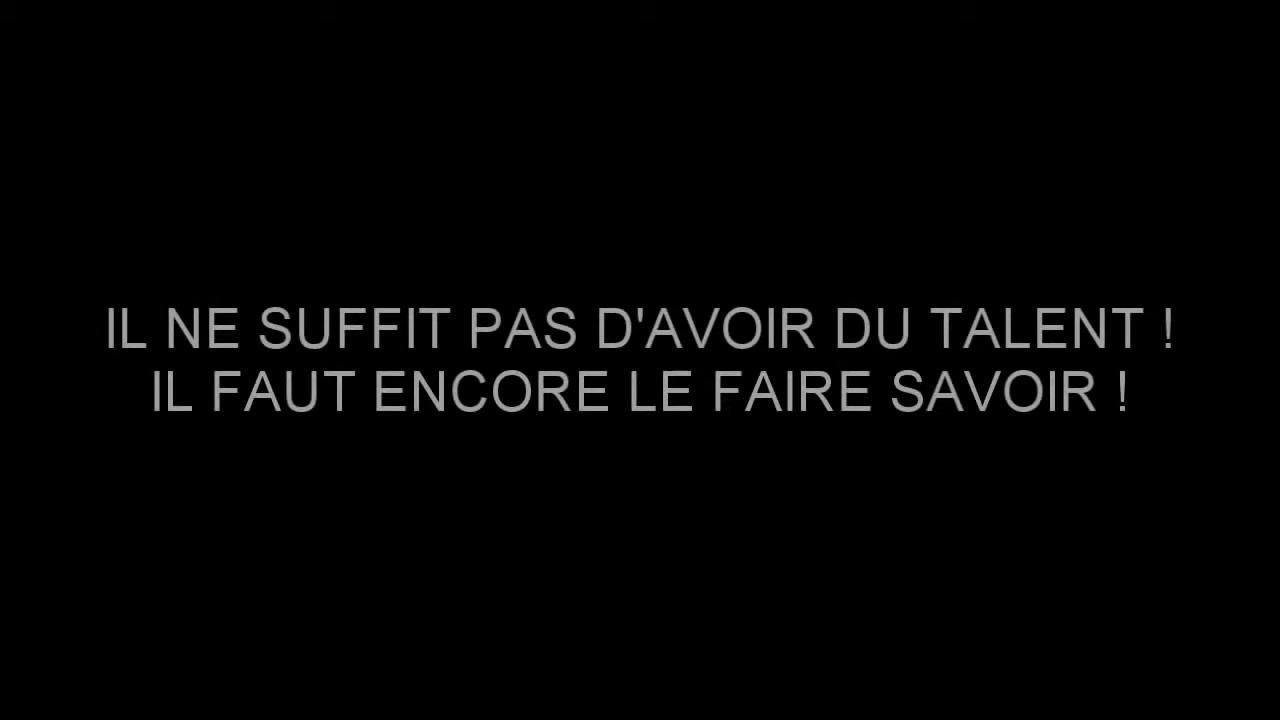 IL NE SUFFIT PAS D'AVOIR DU TALENT !
IL FAUT ENCORE LE FAIRE SAVOIR !